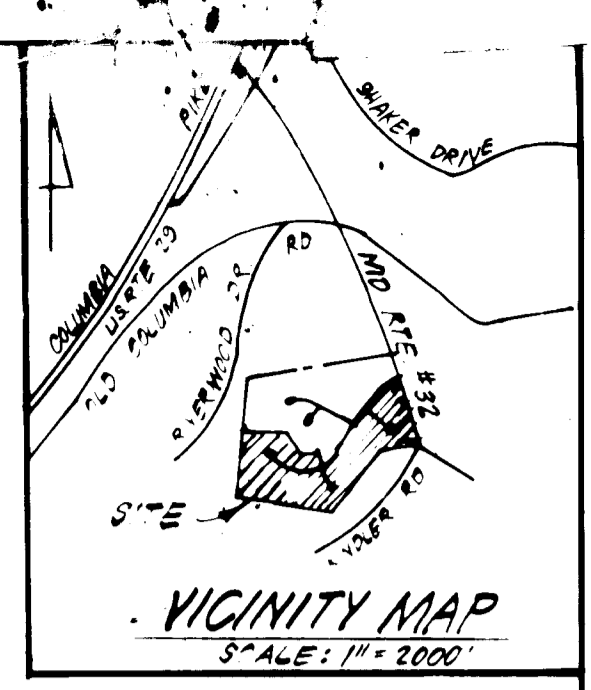 SHAKER DRIVE
COLUMBIA PIKE
U.S. RTE 29
OLD COLUMBIA RD
RIVERWOOD DR.
MD RTE #32
RD
SITE
VICINITY MAP
SCALE: 1" = 2000'